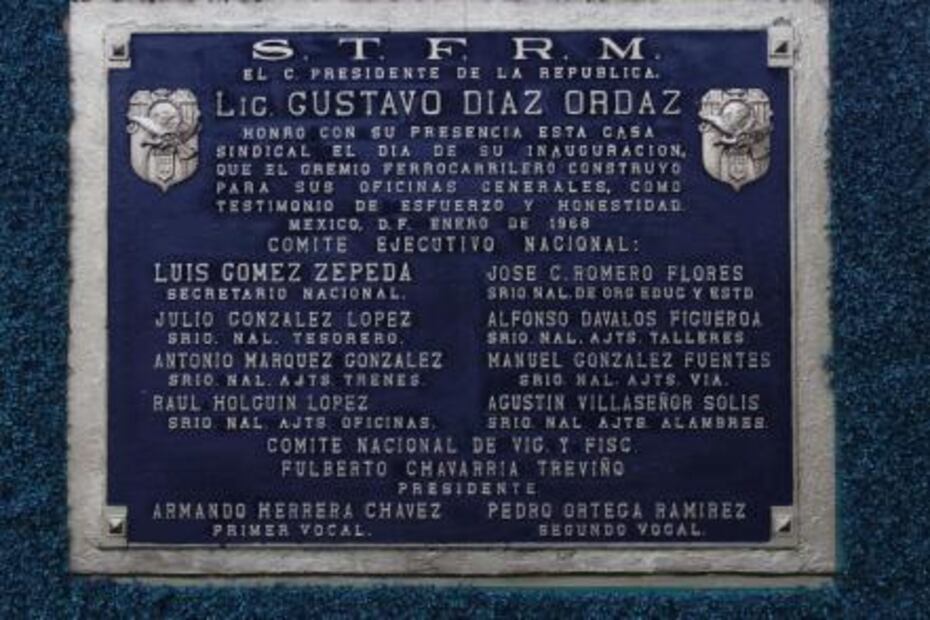 S. T. F. R. M.
EL C. PRESIDENTE DE LA REPUBLICA.
LIC. GUSTAVO DIAZ ORDAZ
HONRO CON SU PRESENCIA ESTA CASA
SINDICAL EL DIA DE SU INAUGURACION,
QUE EL GREMIO FERROCARRILERO CONSTRUYO
PARA SUS OFICINAS GENERALES, COMO
TESTIMONIO DE ESFUERZO Y HONESTIDAD.
MEXICO, D.F. ENERO DE 1968
COMITE EJECUTIVO NACIONAL:
LUIS GOMEZ ZEPEDA
SECRETARIO NACIONAL.
JULIO GONZALEZ LOPEZ
SRIO. NAL. TESORERO.
ANTONIO MARQUEZ GONZALEZ
SRIO. NAL. AJTS. TRENES.
RAUL HOLGUIN LOPEZ
SRIO. NAL. AJTS. OFICINAS.
JOSE C. ROMERO FLORES
SRIO. NAL. DE ORG. EDUC. Y ESTD.
ALFONSO DAVALOS FIGUEROA
SRIO. NAL. AJTS. TALLERES
MANUEL GONZALEZ FUENTES
SRIO. NAL. AJTS. VIA.
AGUSTIN VILLASEÑOR SOLIS
SRIO. NAL. AJTS. ALAMBRES.
COMITE NACIONAL DE VIG. Y FISC.
FULBERTO CHAVARRIA TREVIÑO
PRESIDENTE
ARMANDO HERRERA CHAVEZ
PRIMER VOCAL.
PEDRO ORTEGA RAMIREZ
SEGUNDO VOCAL.